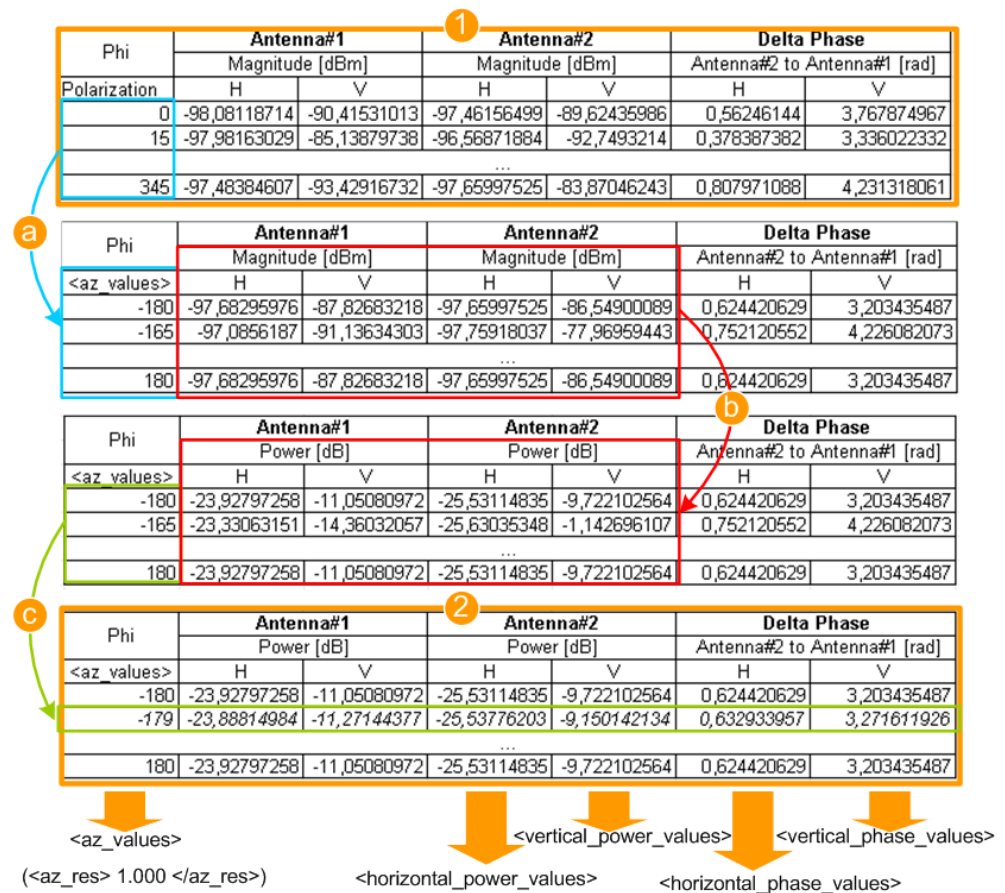 1
Phi Antenna#1 Antenna#2 Delta Phase
Magnitude [dBm] Magnitude [dBm] Antenna#2 to Antenna#1 [rad]
Polarization H V H V H V
0 -98,08118714 -90,41531013 -97,46156499 -89,62435986 0,56246144 3,767874967
15 -97,98163029 -85,13879738 -96,56871884 -92,7493214 0,378387382 3,336022332
...
345 -97,48384607 -93,42916732 -97,65997525 -83,87046243 0,807971088 4,231318061
a
Phi Antenna#1 Antenna#2 Delta Phase
Magnitude [dBm] Magnitude [dBm] Antenna#2 to Antenna#1 [rad]
<az_values> H V H V H V
-180 -97,68295976 -87,82683218 -97,65997525 -86,54900089 0,624420629 3,203435487
-165 -97,0856187 -91,13634303 -97,75918037 -77,96959443 0,752120552 4,226082073
...
180 -97,68295976 -87,82683218 -97,65997525 -86,54900089 0,624420629 3,203435487
b
Phi Antenna#1 Antenna#2 Delta Phase
Power [dB] Power [dB] Antenna#2 to Antenna#1 [rad]
<az_values> H V H V H V
-180 -23,92797258 -11,05080972 -25,53114835 -9,722102564 0,624420629 3,203435487
-165 -23,33063151 -14,36032057 -25,63035348 -1,142696107 0,752120552 4,226082073
...
180 -23,92797258 -11,05080972 -25,53114835 -9,722102564 0,624420629 3,203435487
c
2
Phi Antenna#1 Antenna#2 Delta Phase
Power [dB] Power [dB] Antenna#2 to Antenna#1 [rad]
<az_values> H V H V H V
-180 -23,92797258 -11,05080972 -25,53114835 -9,722102564 0,624420629 3,203435487
-179 -23,88814984 -11,27144377 -25,53776203 -9,150142134 0,632933957 3,271611926
...
180 -23,92797258 -11,05080972 -25,53114835 -9,722102564 0,624420629 3,203435487
<az_values> <vertical_power_values> <vertical_phase_values>
(<az_res> 1.000 </az_res>) <horizontal_power_values> <horizontal_phase_values>